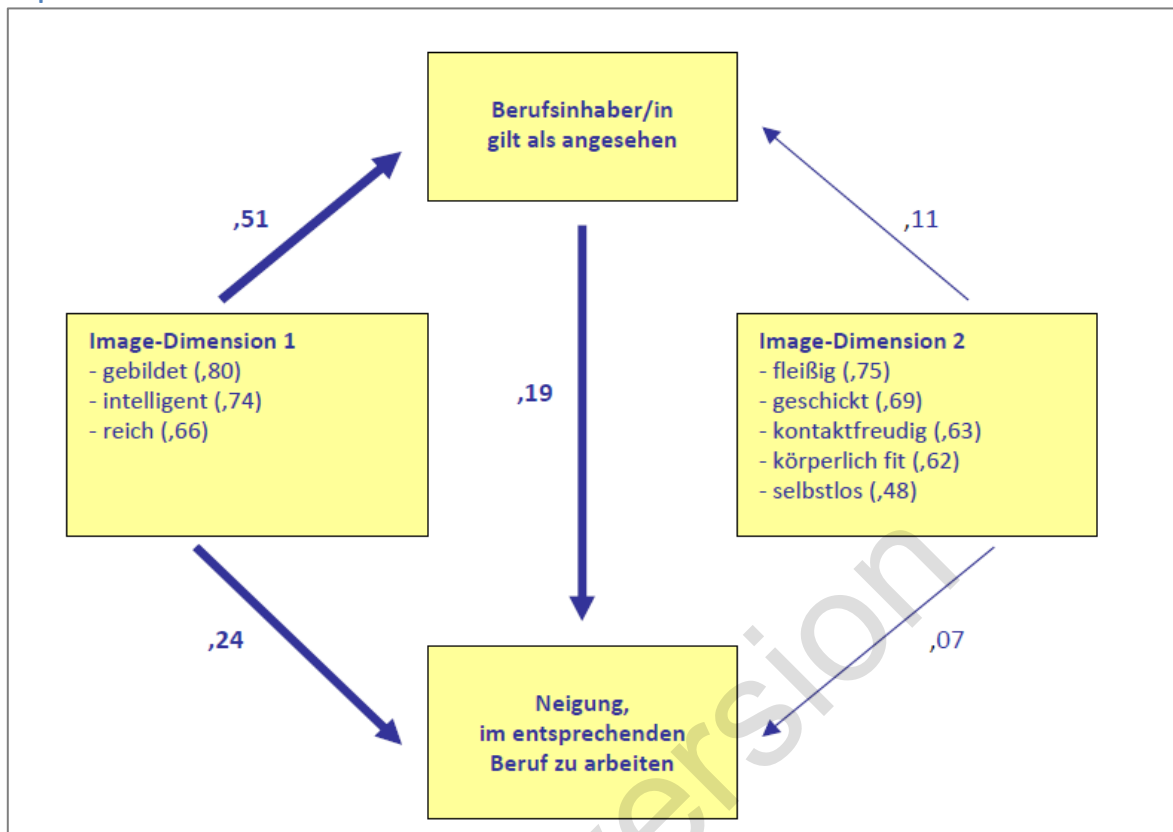 Berufsinhaber/in
gilt als angesehen
,51
,11
Image-Dimension 1
- gebildet (,80)
- intelligent (,74)
- reich (,66)
,19
Image-Dimension 2
- fleißig (,75)
- geschickt (,69)
- kontaktfreudig (,63)
- körperlich fit (,62)
- selbstlos (,48)
,24
,07
Neigung,
im entsprechenden
Beruf zu arbeiten
ersion